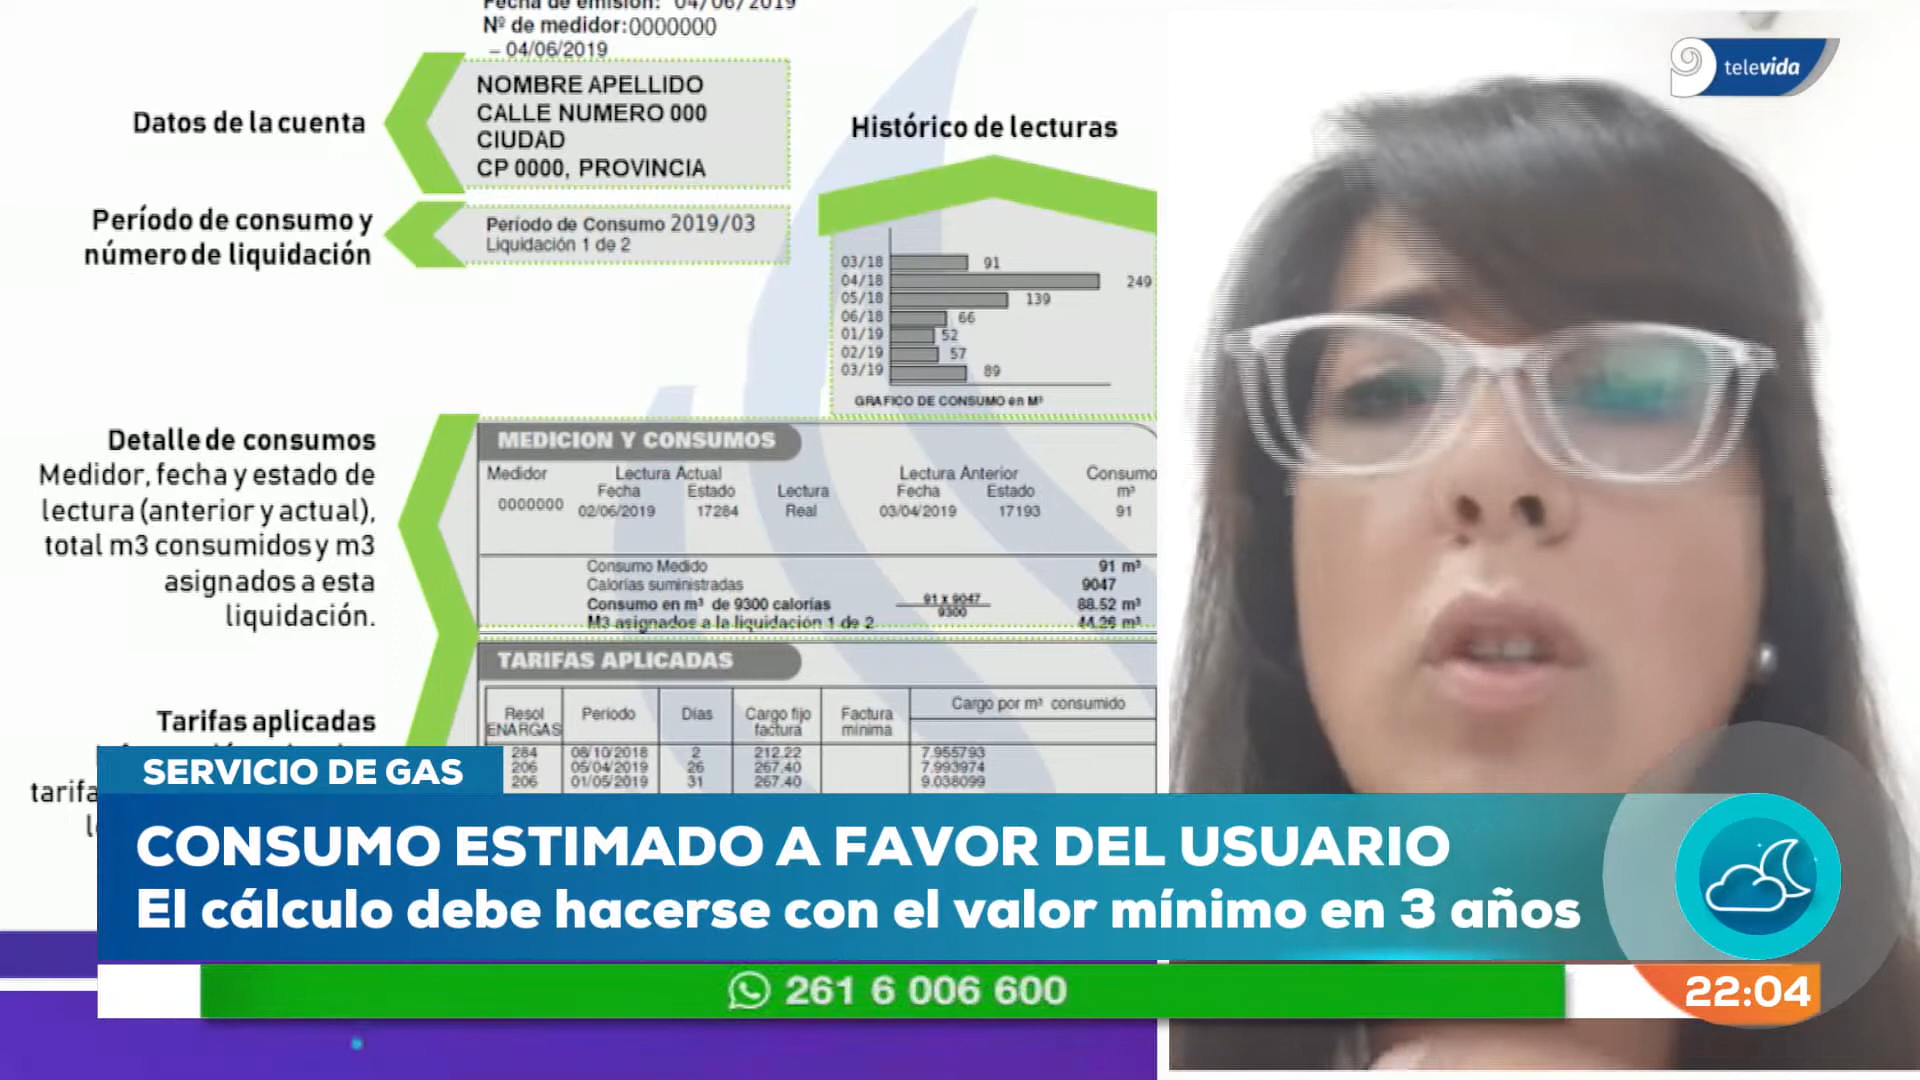 Fecha de emisión: 04/06/2019
Nº de medidor:0000000
– 04/06/2019
Datos de la cuenta
NOMBRE APELLIDO
CALLE NUMERO 000
CIUDAD
CP 0000, PROVINCIA
Período de consumo y
número de liquidación
Período de Consumo 2019/03
Liquidación 1 de 2
Histórico de lecturas
03/18 91
04/18 249
05/18 139
06/18 66
01/19 52
02/19 57
03/19 89
GRAFICO DE CONSUMO en M³
Detalle de consumos
Medidor, fecha y estado de
lectura (anterior y actual),
total m3 consumidos y m3
asignados a esta
liquidación.
MEDICION Y CONSUMOS
Medidor Lectura Actual Lectura Anterior Consumo
Fecha Estado Lectura Fecha Estado m³
0000000 02/06/2019 17284 Real 03/04/2019 17193 91
Consumo Medido 91 m³
Calorías suministradas 9047
Consumo en m³ de 9300 calorías 91 x 9047 88.52 m³
9300
M3 asignados a la liquidación 1 de 2 44.26 m³
TARIFAS APLICADAS
Tarifas aplicadas
tarifa
Resol Periodo Días Cargo fijo Factura Cargo por m³ consumido
ENARGAS factura mínima
284 08/10/2018 2 212.22 7.955793
206 05/04/2019 26 267.40 7.993974
206 01/05/2019 31 267.40 9.038099
9 televida
SERVICIO DE GAS
CONSUMO ESTIMADO A FAVOR DEL USUARIO
El cálculo debe hacerse con el valor mínimo en 3 años
261 6 006 600
22:04